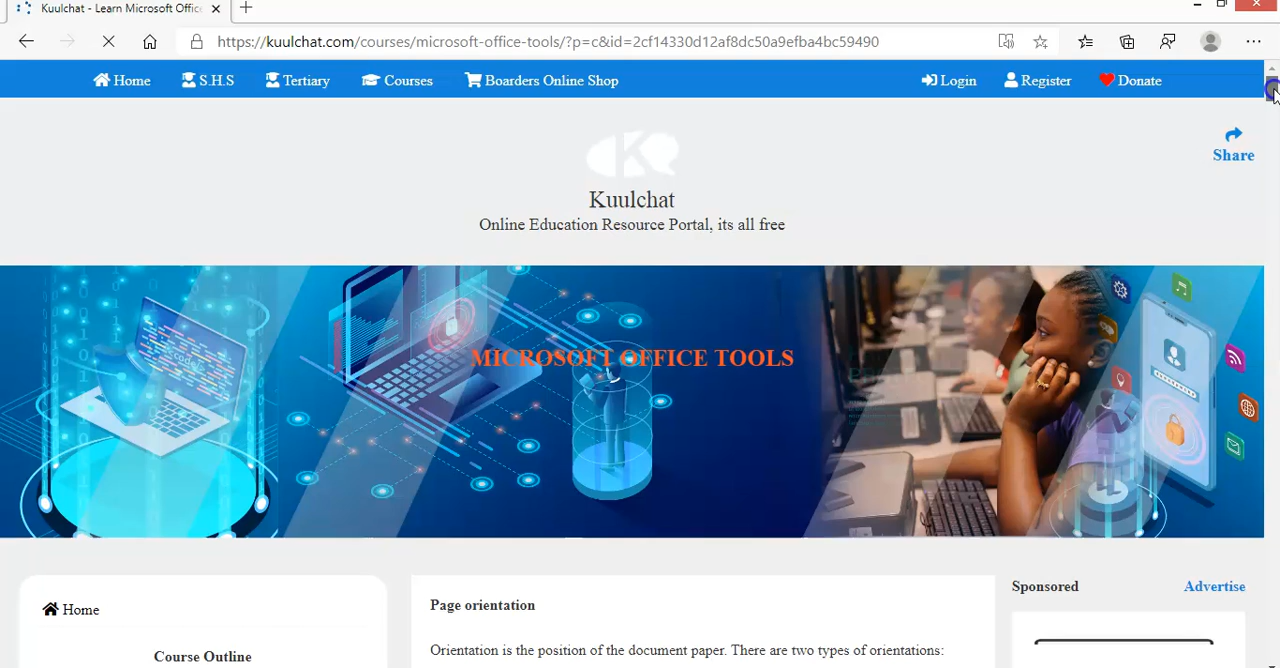 Kuulchat - Learn Microsoft Offic
https://kuulchat.com/courses/microsoft-office-tools/?p=c&id=2cf14330d12af8dc50a9efba4bc59490
Home S.H.S Tertiary Courses Boarders Online Shop Login Register Donate
Share
Kuulchat
Online Education Resource Portal, its all free
MICROSOFT OFFICE TOOLS
Home
Course Outline
Page orientation
Orientation is the position of the document paper. There are two types of orientations:
Sponsored Advertise